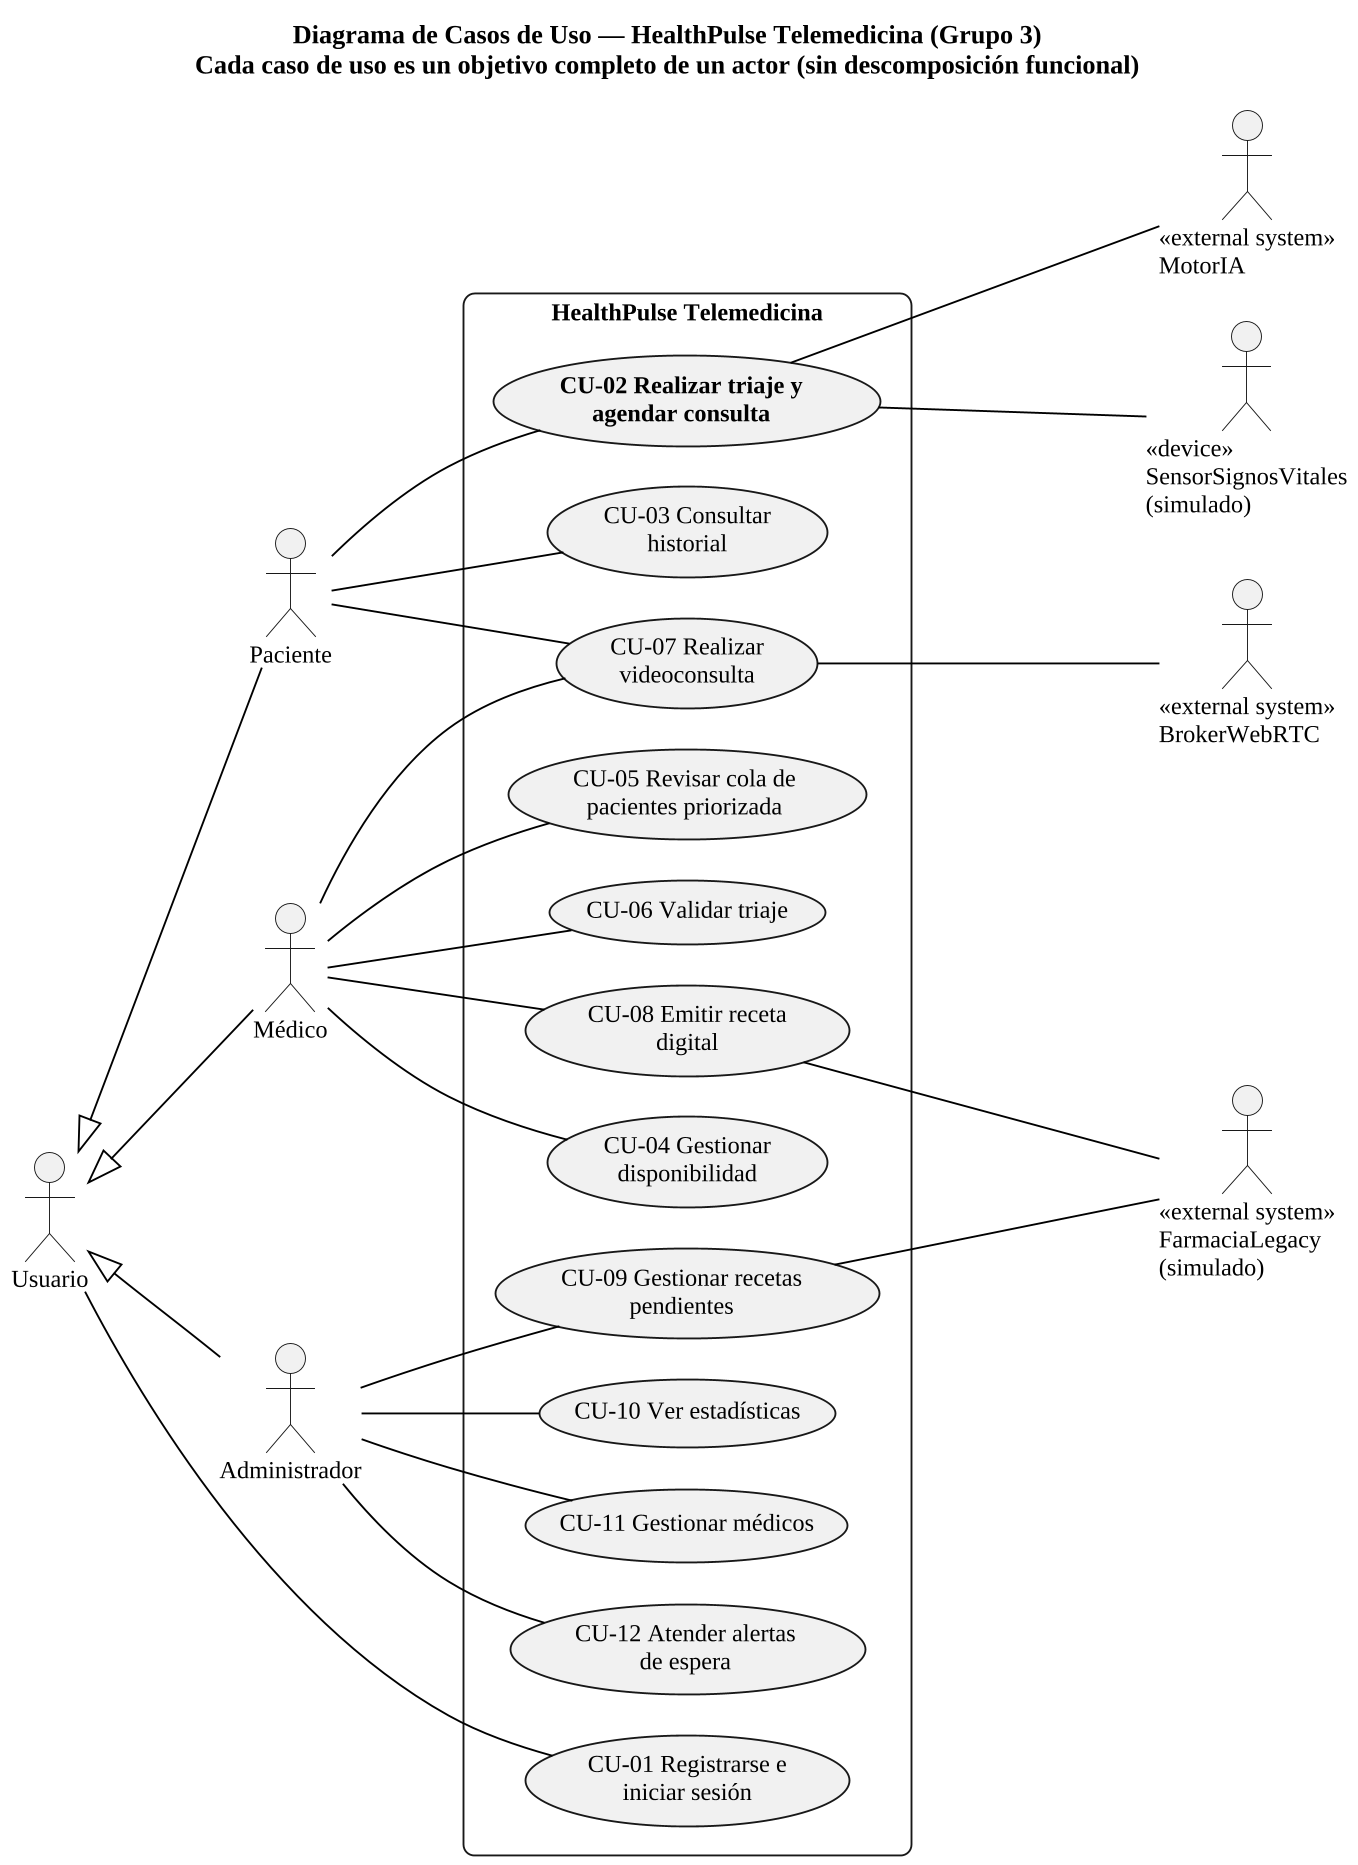 Diagrama de Casos de Uso — HealthPulse Telemedicina (Grupo 3)
Cada caso de uso es un objetivo completo de un actor (sin descomposición funcional)
«external system»
MotorIA
HealthPulse Telemedicina
CU-02 Realizar triaje y
agendar consulta
«device»
SensorSignosVitales
(simulado)
CU-03 Consultar
historial
Paciente
CU-07 Realizar
videoconsulta
«external system»
BrokerWebRTC
CU-05 Revisar cola de
pacientes priorizada
CU-06 Validar triaje
Médico
CU-08 Emitir receta
digital
CU-04 Gestionar
disponibilidad
«external system»
FarmaciaLegacy
(simulado)
Usuario
CU-09 Gestionar recetas
pendientes
CU-10 Ver estadísticas
Administrador
CU-11 Gestionar médicos
CU-12 Atender alertas
de espera
CU-01 Registrarse e
iniciar sesión